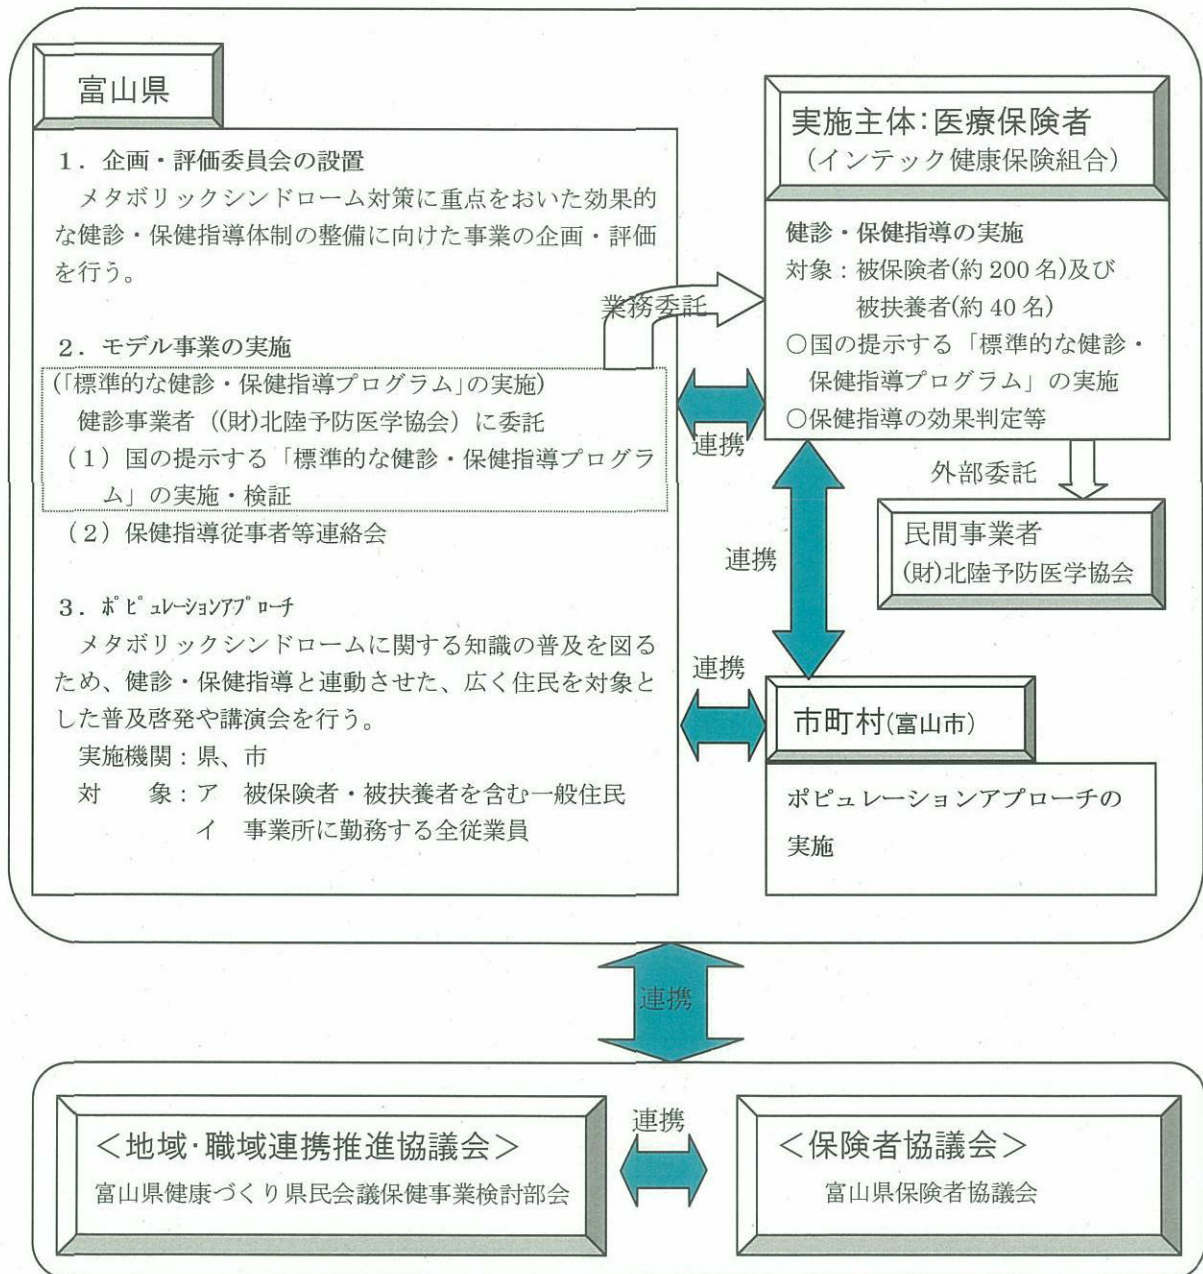 富山県
1．企画・評価委員会の設置
メタボリックシンドローム対策に重点をおいた効果的
な健診・保健指導体制の整備に向けた事業の企画・評価
を行う。
2．モデル事業の実施
(「標準的な健診・保健指導プログラム」の実施)
健診事業者（(財)北陸予防医学協会）に委託
（1）国の提示する「標準的な健診・保健指導プログラ
ム」の実施・検証
（2）保健指導従事者等連絡会
3．ﾎﾟﾋﾟｭﾚｰｼｮﾝｱﾌﾟﾛｰﾁ
メタボリックシンドロームに関する知識の普及を図る
ため、健診・保健指導と連動させた、広く住民を対象と
した普及啓発や講演会を行う。
実施機関：県、市
対　　象：ア　被保険者・被扶養者を含む一般住民
イ　事業所に勤務する全従業員
業務委託
連携
連携
連携
実施主体：医療保険者
（インテック健康保険組合）
健診・保健指導の実施
対象：被保険者(約 200 名)及び
被扶養者(約 40 名)
○国の提示する「標準的な健診・
保健指導プログラム」の実施
○保健指導の効果判定等
外部委託
民間事業者
(財)北陸予防医学協会
市町村(富山市)
ポピュレーションアプローチの
実施
連携
＜地域・職域連携推進協議会＞
富山県健康づくり県民会議保健事業検討部会
連携
＜保険者協議会＞
富山県保険者協議会